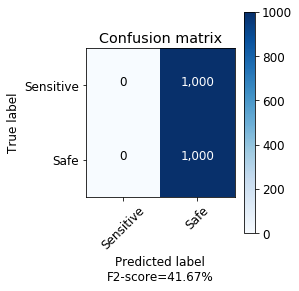 Confusion matrix
1000
800
600
400
200
0
True label
Sensitive
0
1,000
Safe
0
1,000
Sensitive
Safe
Predicted label
F2-score=41.67%